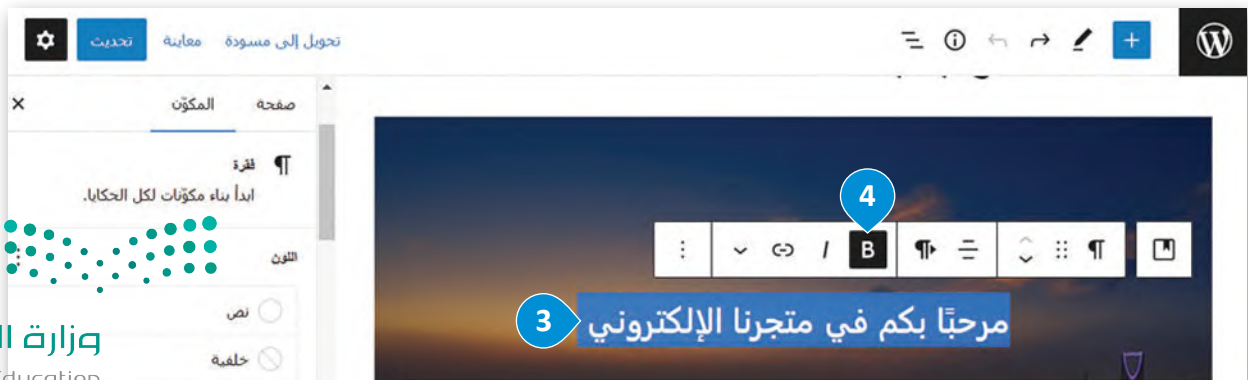 تحويل إلى مسودة معاينة تحديث
صفحة المكوّن
فقرة
ابدأ بناء مكوّنات لكل الحكايا.
اللون
نص
خلفية
4
B I
3 مرحبًا بكم في متجرنا الإلكتروني
وزارة
Education